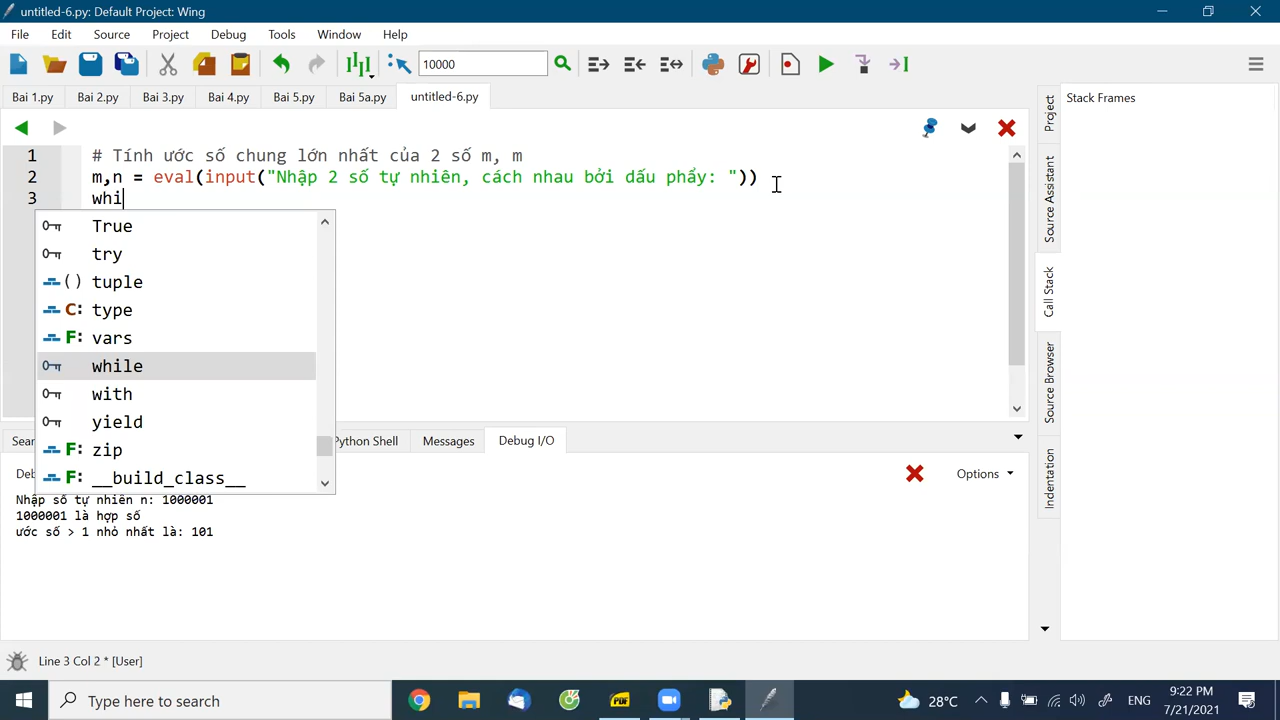 untitled-6.py: Default Project: Wing
File Edit Source Project Debug Tools Window Help
10000
Bai 1.py Bai 2.py Bai 3.py Bai 4.py Bai 5.py Bai 5a.py untitled-6.py
1 # Tính ước số chung lớn nhất của 2 số m, m
2 m,n = eval(input("Nhập 2 số tự nhiên, cách nhau bởi dấu phẩy: "))
3 whi
True
try
() tuple
C: type
F: vars
while
with
yield
F: zip
F: __build_class__
Sear Python Shell Messages Debug I/O
Deb Options
Nhập số tự nhiên n: 1000001
1000001 là hợp số
ước số > 1 nhỏ nhất là: 101
Stack Frames
Project
Source Assistant
Call Stack
Source Browser
Indentation
Line 3 Col 2 * [User]
Type here to search
PDF
28°C
ENG
9:22 PM
7/21/2021